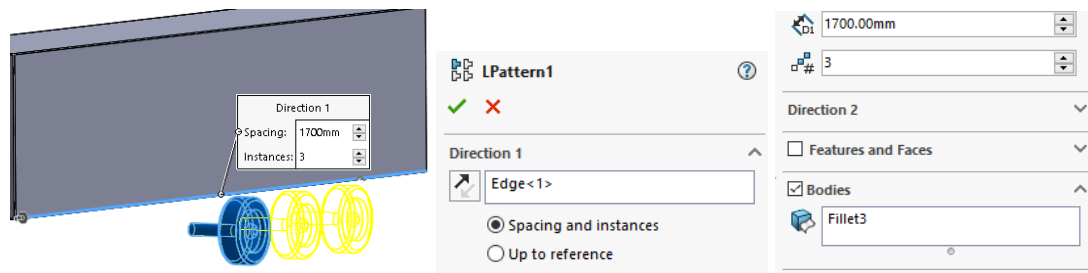 Direction 1
Spacing: 1700mm
Instances: 3
LPattern1
Direction 1
Edge<1>
Spacing and instances
Up to reference
D1 1700.00mm
# 3
Direction 2
Features and Faces
Bodies
Fillet3